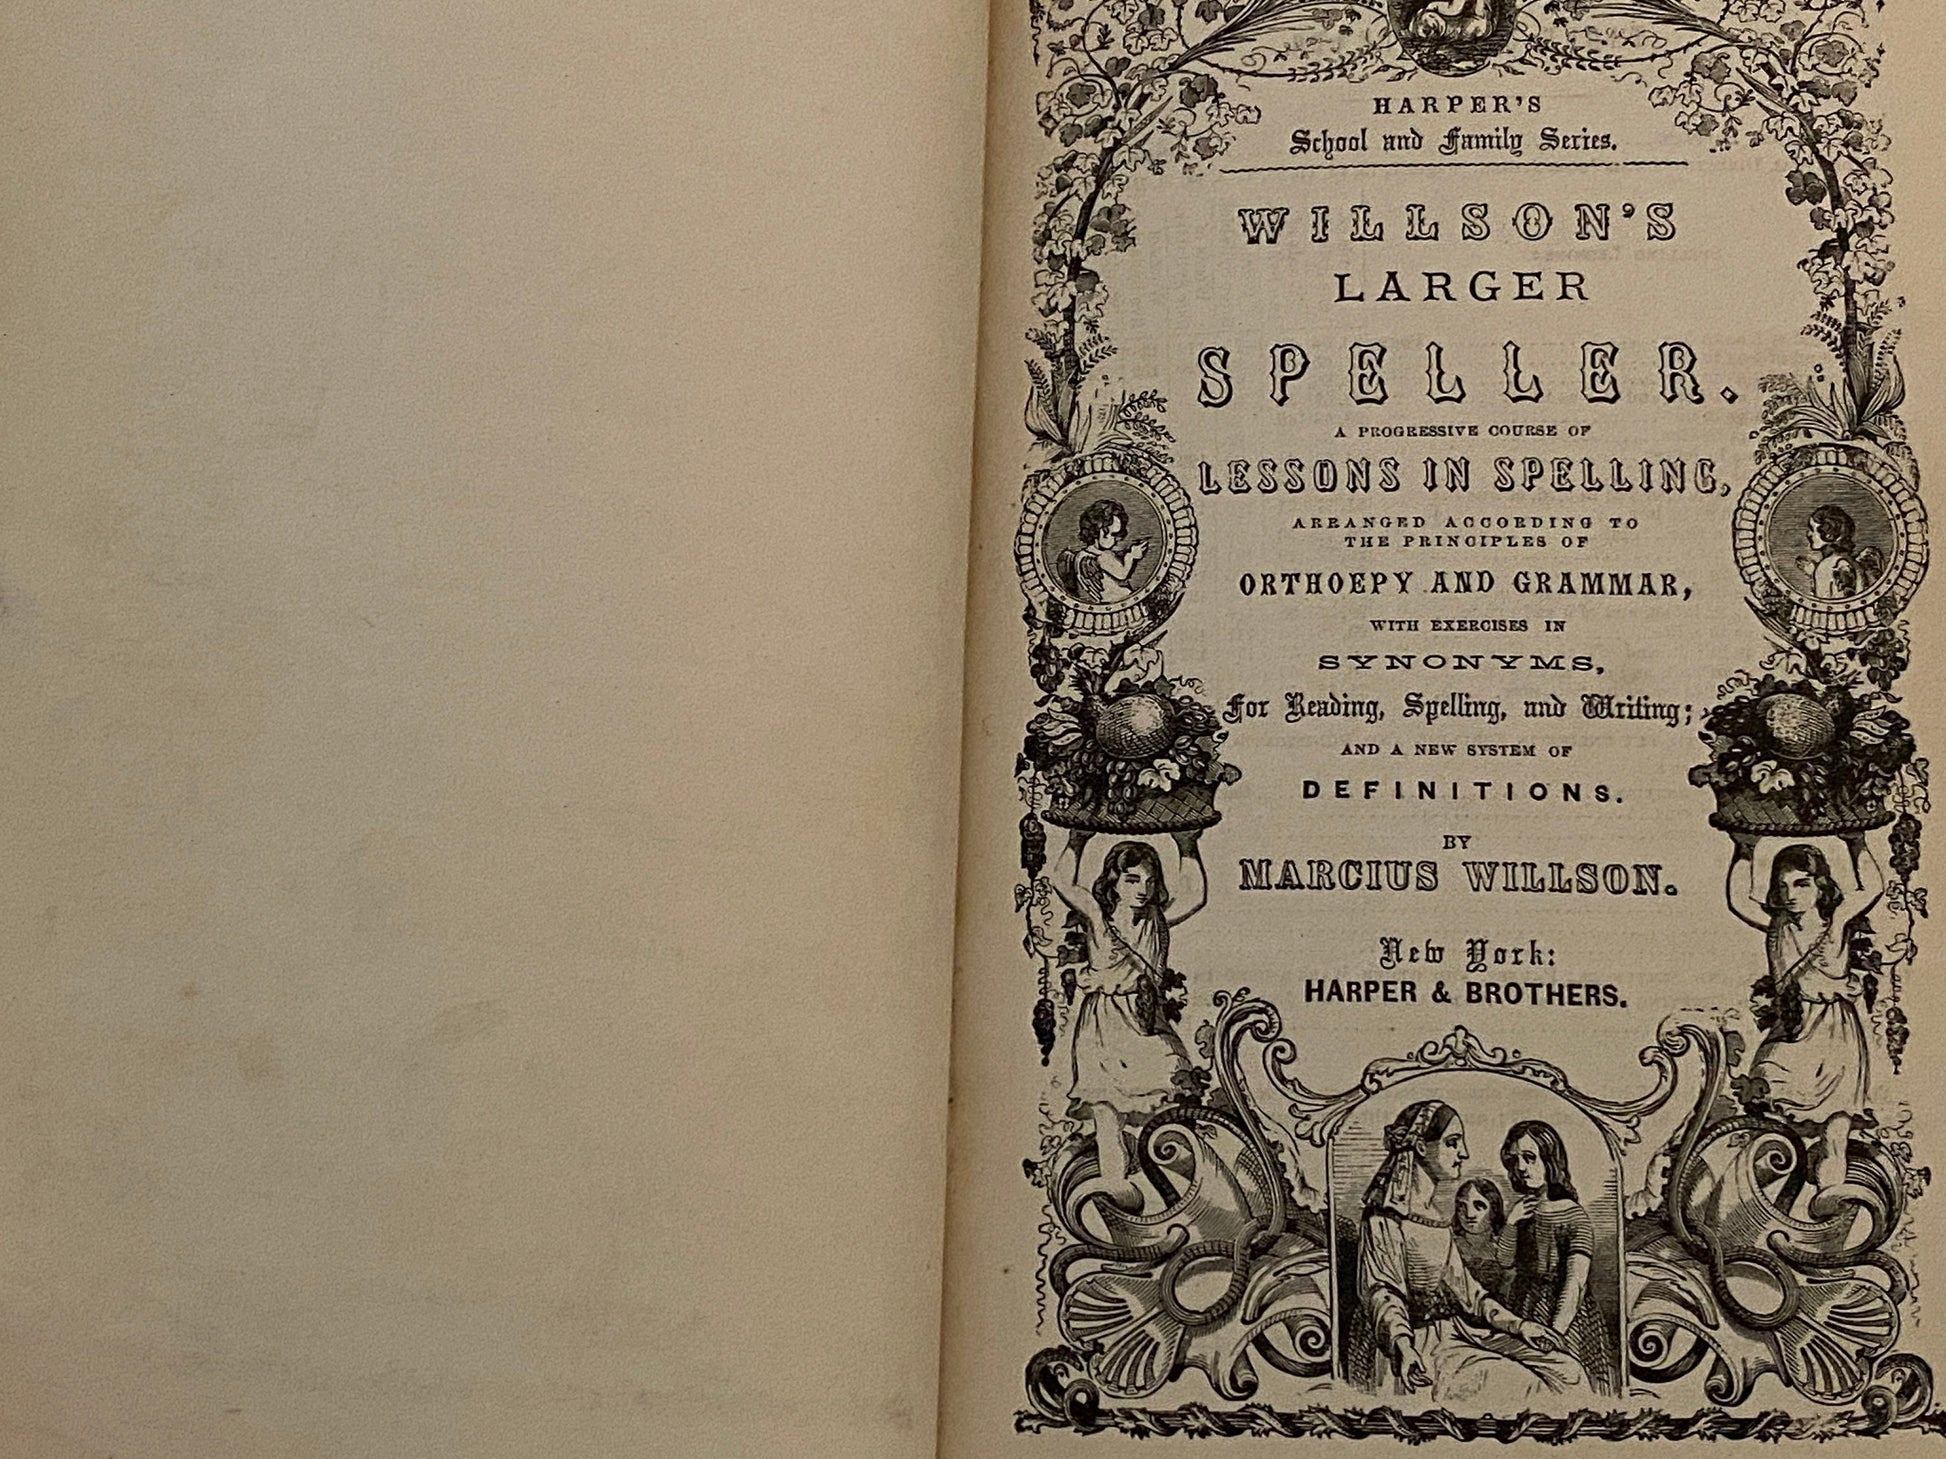 HARPER'S
School and Family Series.
WILLSON'S
LARGER
SPELLER.
A PROGRESSIVE COURSE OF
LESSONS IN SPELLING,
ARRANGED ACCORDING TO
THE PRINCIPLES OF
ORTHOEPY AND GRAMMAR,
WITH EXERCISES IN
SYNONYMS,
For Reading, Spelling, and Writing;
AND A NEW SYSTEM OF
DEFINITIONS.
BY
MARCIUS WILLSON.
New York:
HARPER & BROTHERS.